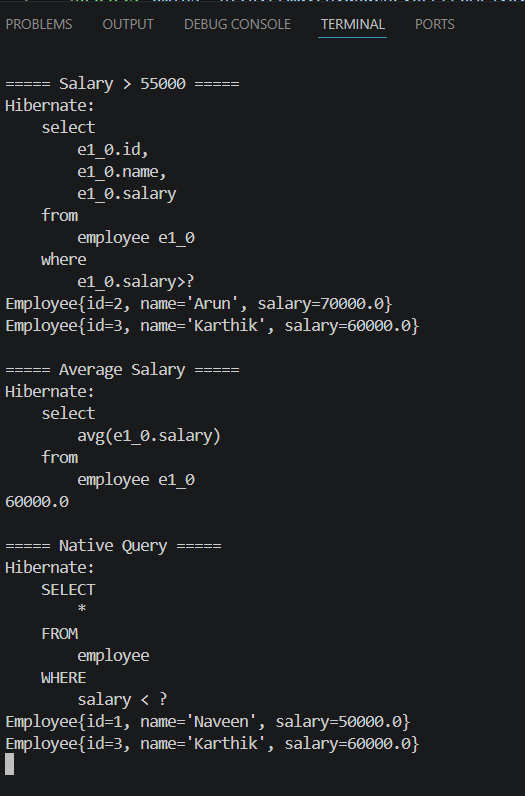 PROBLEMS OUTPUT DEBUG CONSOLE TERMINAL PORTS
===== Salary > 55000 =====
Hibernate:
    select
        e1_0.id,
        e1_0.name,
        e1_0.salary
    from
        employee e1_0
    where
        e1_0.salary>?
Employee{id=2, name='Arun', salary=70000.0}
Employee{id=3, name='Karthik', salary=60000.0}
===== Average Salary =====
Hibernate:
    select
        avg(e1_0.salary)
    from
        employee e1_0
60000.0
===== Native Query =====
Hibernate:
    SELECT
        *
    FROM
        employee
    WHERE
        salary < ?
Employee{id=1, name='Naveen', salary=50000.0}
Employee{id=3, name='Karthik', salary=60000.0}